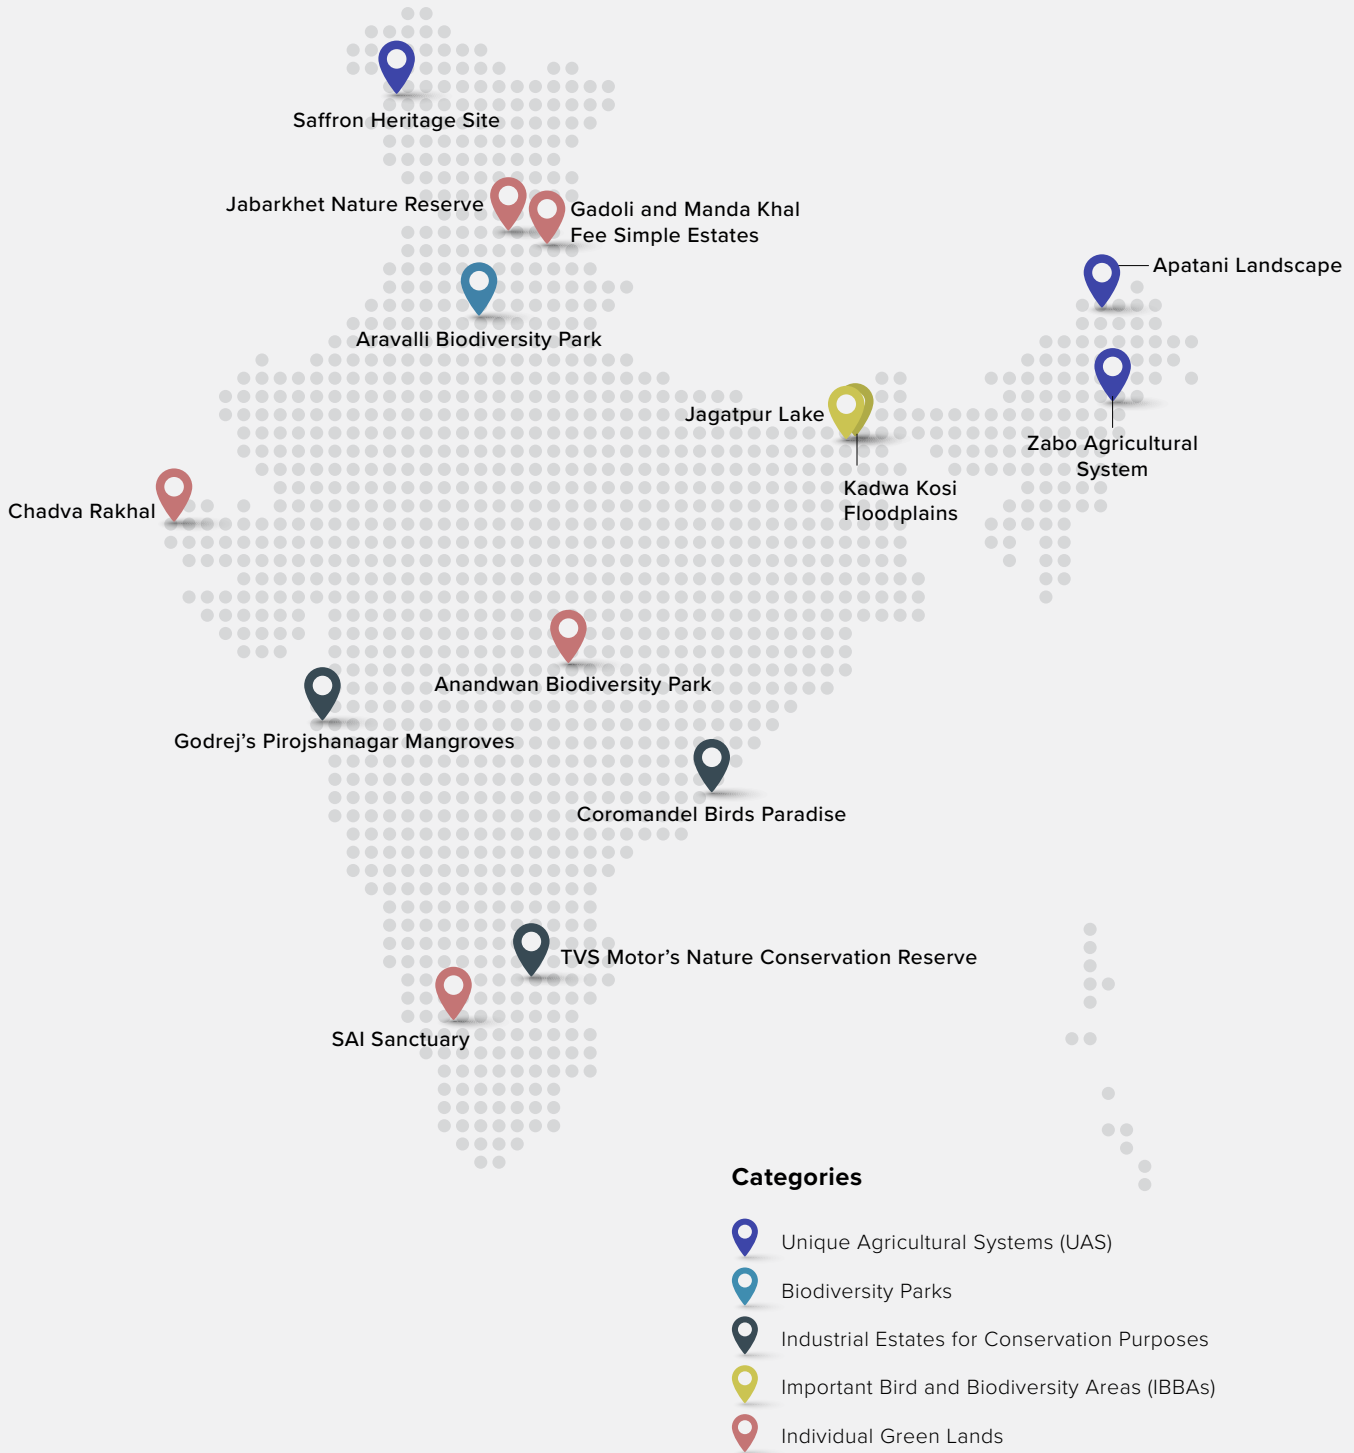 Saffron Heritage Site
Jabarkhet Nature Reserve
Gadoli and Manda Khal
Fee Simple Estates
Apatani Landscape
Aravalli Biodiversity Park
Jagatpur Lake
Zabo Agricultural
System
Kadwa Kosi
Floodplains
Chadva Rakhal
Anandwan Biodiversity Park
Godrej’s Pirojshanagar Mangroves
Coromandel Birds Paradise
TVS Motor’s Nature Conservation Reserve
SAI Sanctuary
Categories
Unique Agricultural Systems (UAS)
Biodiversity Parks
Industrial Estates for Conservation Purposes
Important Bird and Biodiversity Areas (IBBAs)
Individual Green Lands